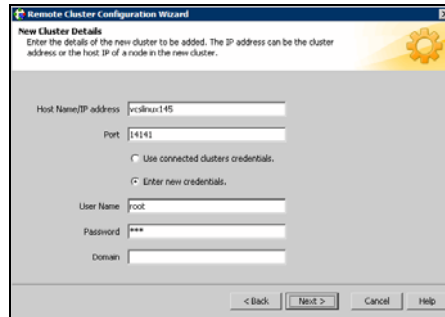 Remote Cluster Configuration Wizard
New Cluster Details
Enter the details of the new cluster to be added. The IP address can be the cluster
address or the host IP of a node in the new cluster.
Host Name/IP address vcslinux145
Port 14141
Use connected clusters credentials.
Enter new credentials.
User Name root
Password ***
Domain
< Back Next > Cancel Help